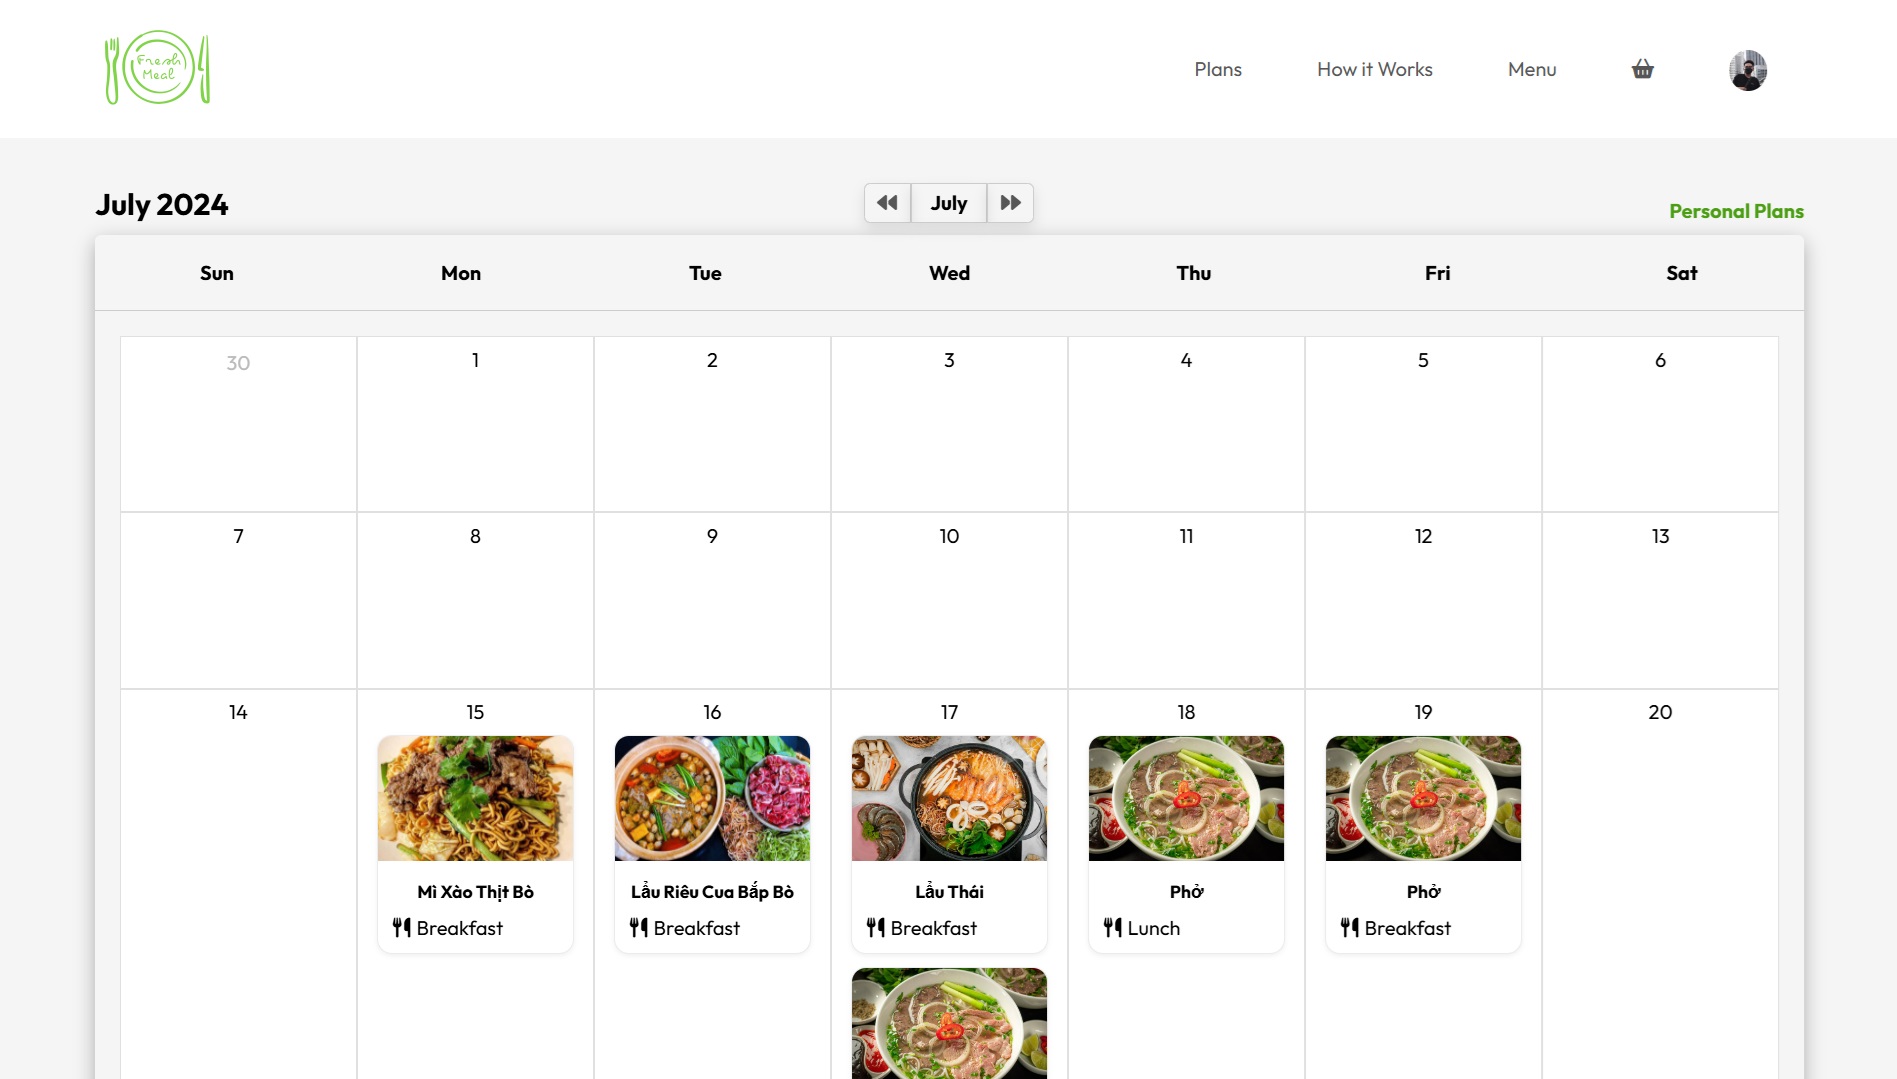 Fresh
Meal
Plans
How it Works
Menu
July 2024
July
Personal Plans
Sun Mon Tue Wed Thu Fri Sat
30 1 2 3 4 5 6
7 8 9 10 11 12 13
14 15 16 17 18 19 20
Mì Xào Thịt Bò
Breakfast
Lẩu Riêu Cua Bắp Bò
Breakfast
Lẩu Thái
Breakfast
Phở
Lunch
Phở
Breakfast